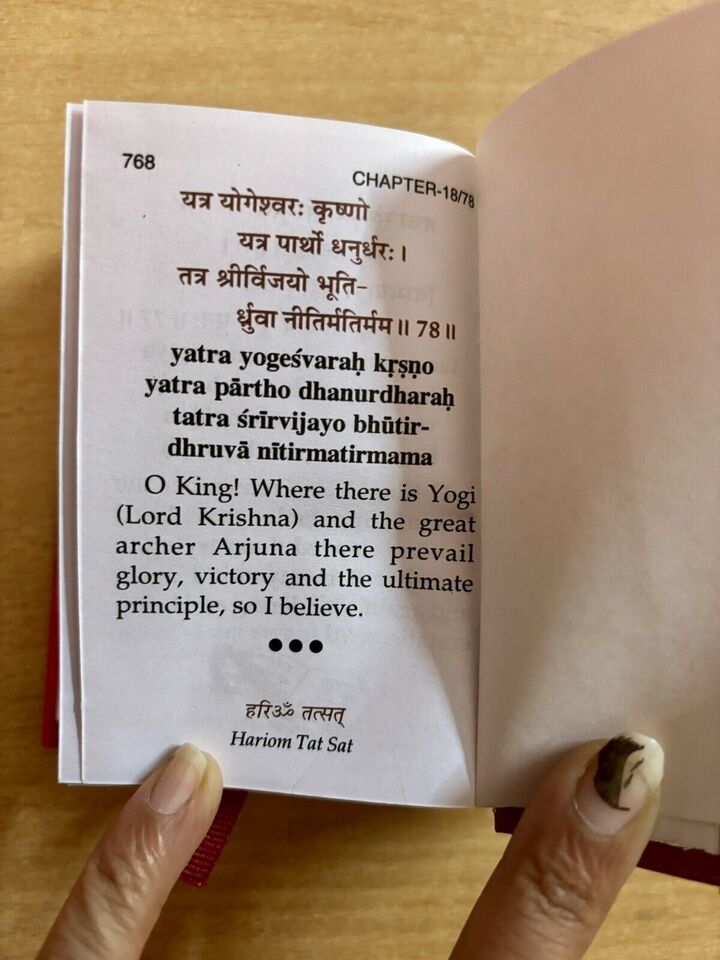 768
CHAPTER-18/78
यत्र योगेश्वरः कृष्णो
यत्र पार्थो धनुर्धरः।
तत्र श्रीर्विजयो भूति-
र्ध्रुवा नीतिर्मतिर्मम॥ 78॥
yatra yogeśvaraḥ kṛṣṇo
yatra pārtho dhanurdharaḥ
tatra śrīrvijayo bhūtir-
dhruvā nītirmatirmama
O King! Where there is Yogi
(Lord Krishna) and the great
archer Arjuna there prevail
glory, victory and the ultimate
principle, so I believe.
●●●
हरिॐ तत्सत्
Hariom Tat Sat